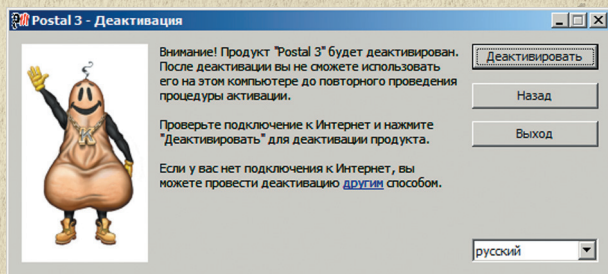 Postal 3 - Деактивация
Внимание! Продукт "Postal 3" будет деактивирован.
После деактивации вы не сможете использовать
его на этом компьютере до повторного проведения
процедуры активации.
Проверьте подключение к Интернет и нажмите
"Деактивировать" для деактивации продукта.
Если у вас нет подключения к Интернет, вы
можете провести деактивацию другим способом.
Деактивировать
Назад
Выход
русский
K